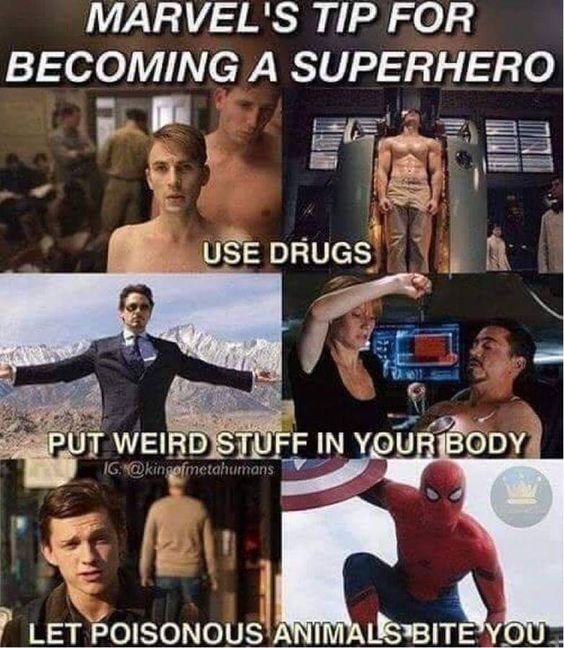 MARVEL'S TIP FOR
BECOMING A SUPERHERO
USE DRUGS
PUT WEIRD STUFF IN YOUR BODY
IG: @kingofmetahumans
LET POISONOUS ANIMALS BITE YOU